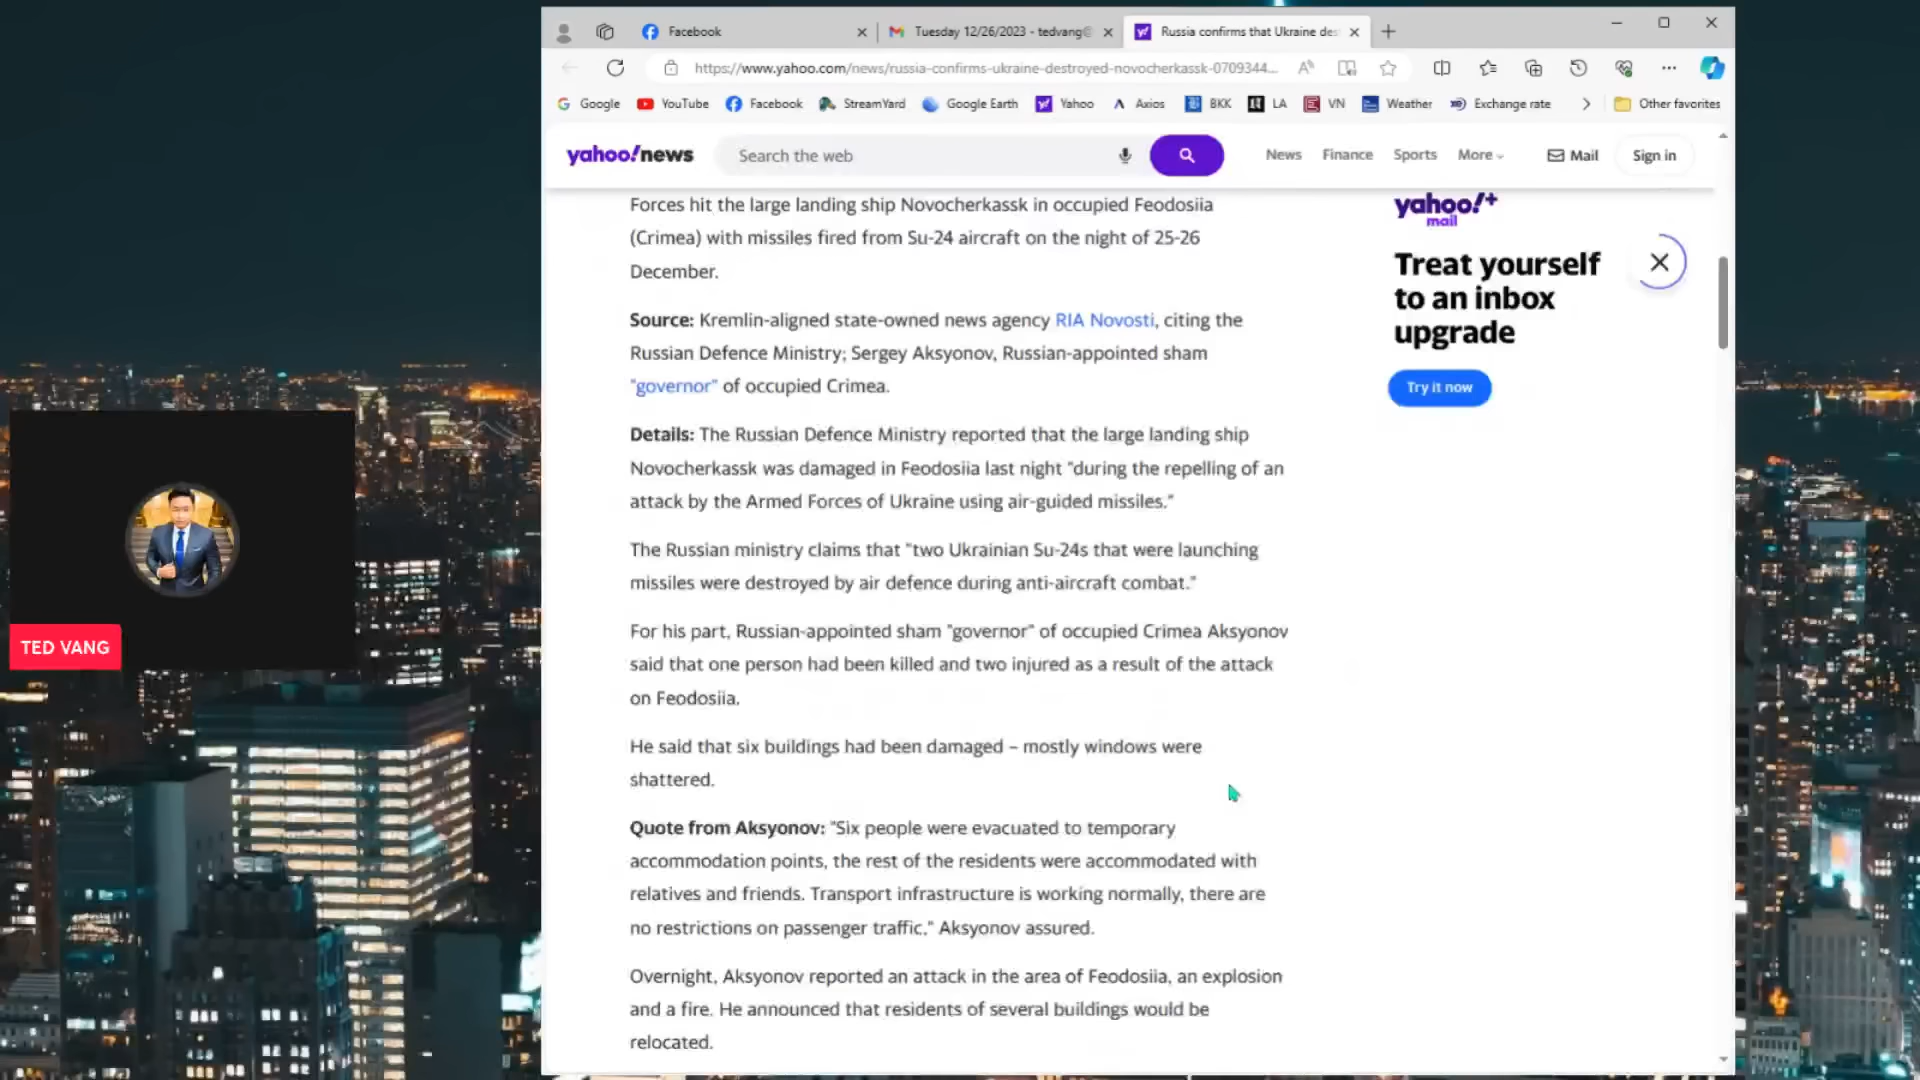 Facebook
Tuesday 12/26/2023 - tedvang@
Russia confirms that Ukraine des
https://www.yahoo.com/news/russia-confirms-ukraine-destroyed-novocherkassk-0709344...
Google
YouTube
Facebook
StreamYard
Google Earth
Yahoo
Axios
BKK
LA
VN
Weather
Exchange rate
Other favorites
yahoo!news
Search the web
News
Finance
Sports
More
Mail
Sign in
Forces hit the large landing ship Novocherkassk in occupied Feodosiia
(Crimea) with missiles fired from Su-24 aircraft on the night of 25-26
December.
Source: Kremlin-aligned state-owned news agency RIA Novosti, citing the
Russian Defence Ministry; Sergey Aksyonov, Russian-appointed sham
"governor" of occupied Crimea.
Details: The Russian Defence Ministry reported that the large landing ship
Novocherkassk was damaged in Feodosiia last night "during the repelling of an
attack by the Armed Forces of Ukraine using air-guided missiles."
The Russian ministry claims that "two Ukrainian Su-24s that were launching
missiles were destroyed by air defence during anti-aircraft combat."
For his part, Russian-appointed sham "governor" of occupied Crimea Aksyonov
said that one person had been killed and two injured as a result of the attack
on Feodosiia.
He said that six buildings had been damaged – mostly windows were
shattered.
Quote from Aksyonov: "Six people were evacuated to temporary
accommodation points, the rest of the residents were accommodated with
relatives and friends. Transport infrastructure is working normally, there are
no restrictions on passenger traffic," Aksyonov assured.
Overnight, Aksyonov reported an attack in the area of Feodosiia, an explosion
and a fire. He announced that residents of several buildings would be
relocated.
yahoo!+
mail
Treat yourself
to an inbox
upgrade
Try it now
TED VANG